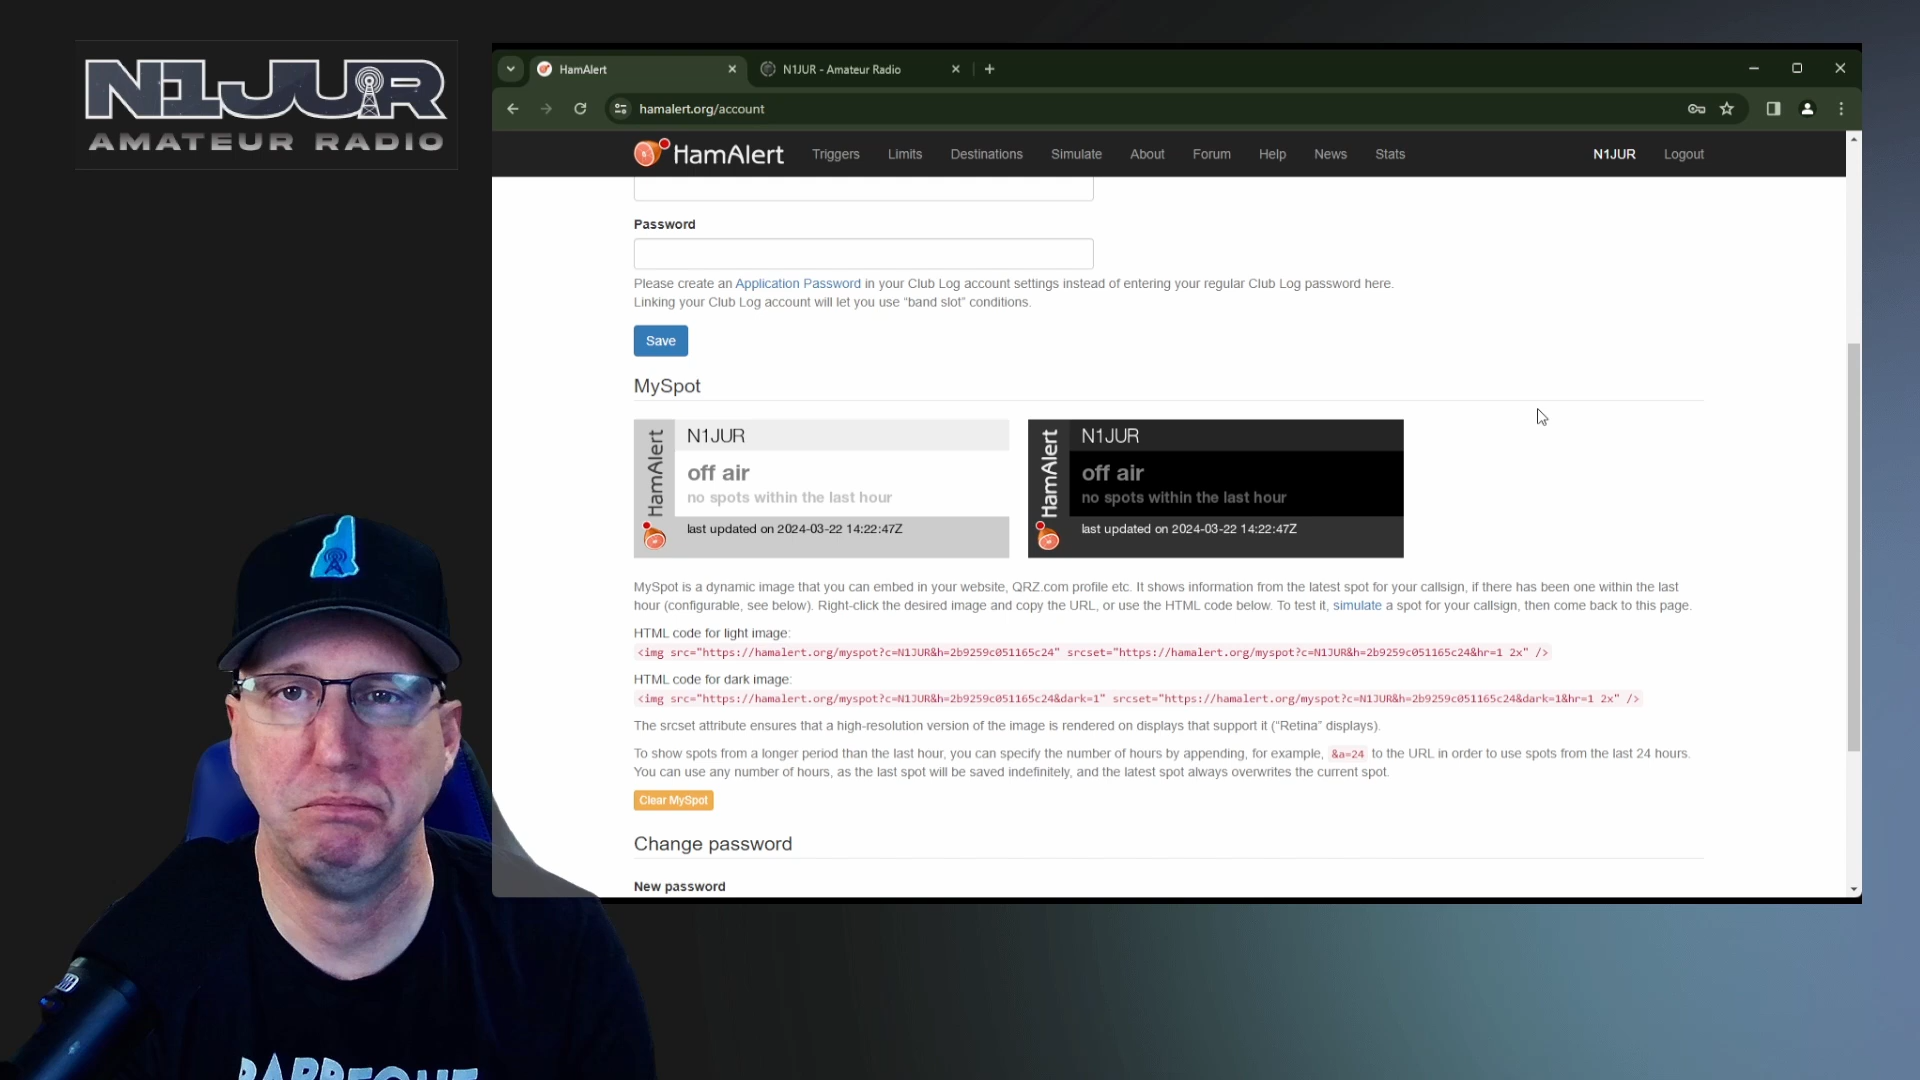 N1JUR
AMATEUR RADIO
HamAlert
N1JUR - Amateur Radio
hamalert.org/account
HamAlert
Triggers
Limits
Destinations
Simulate
About
Forum
Help
News
Stats
N1JUR
Logout
Password
Please create an Application Password in your Club Log account settings instead of entering your regular Club Log password here.
Linking your Club Log account will let you use “band slot” conditions.
Save
MySpot
HamAlert
N1JUR
off air
no spots within the last hour
last updated on 2024-03-22 14:22:47Z
HamAlert
N1JUR
off air
no spots within the last hour
last updated on 2024-03-22 14:22:47Z
MySpot is a dynamic image that you can embed in your website, QRZ.com profile etc. It shows information from the latest spot for your callsign, if there has been one within the last
hour (configurable, see below). Right-click the desired image and copy the URL, or use the HTML code below. To test it, simulate a spot for your callsign, then come back to this page.
HTML code for light image:
<img src="https://hamalert.org/myspot?c=N1JUR&h=2b9259c051165c24" srcset="https://hamalert.org/myspot?c=N1JUR&h=2b9259c051165c24&hr=1 2x" />
HTML code for dark image:
<img src="https://hamalert.org/myspot?c=N1JUR&h=2b9259c051165c24&dark=1" srcset="https://hamalert.org/myspot?c=N1JUR&h=2b9259c051165c24&dark=1&hr=1 2x" />
The srcset attribute ensures that a high-resolution version of the image is rendered on displays that support it (“Retina” displays).
To show spots from a longer period than the last hour, you can specify the number of hours by appending, for example, &a=24 to the URL in order to use spots from the last 24 hours.
You can use any number of hours, as the last spot will be saved indefinitely, and the latest spot always overwrites the current spot.
Clear MySpot
Change password
New password